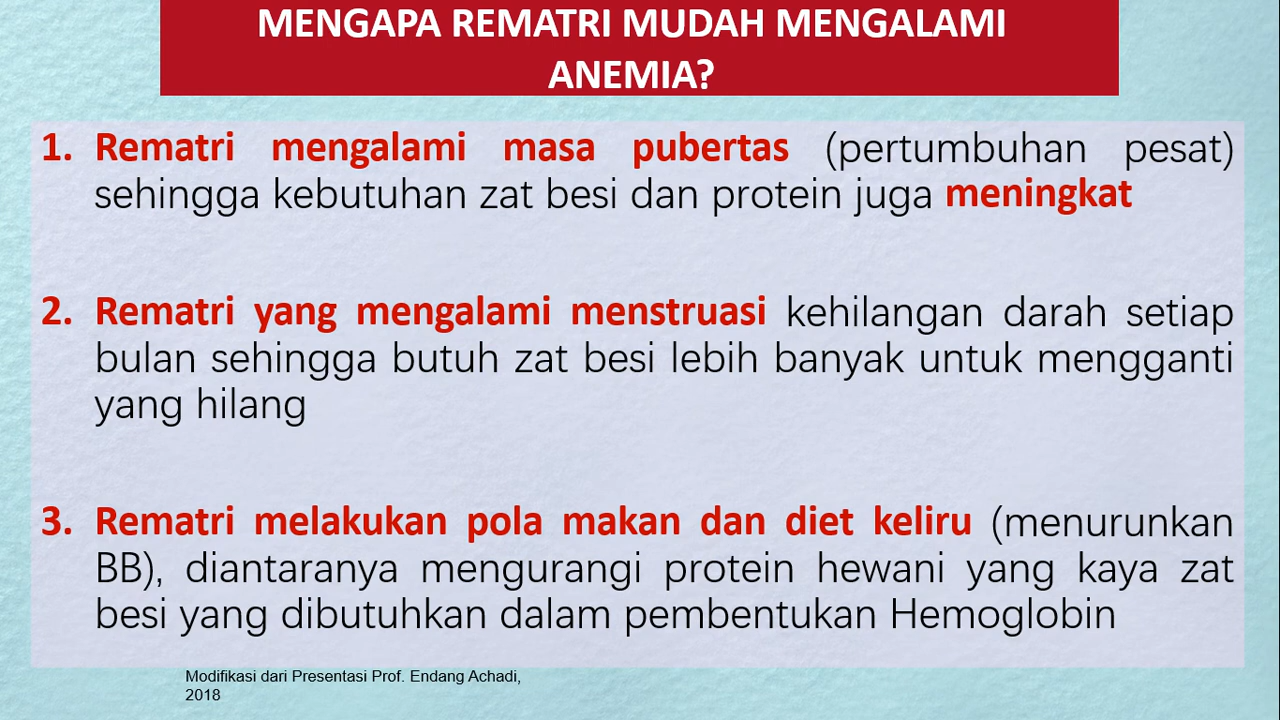 MENGAPA REMATRI MUDAH MENGALAMI
ANEMIA?
1. Rematri mengalami masa pubertas (pertumbuhan pesat)
sehingga kebutuhan zat besi dan protein juga meningkat
2. Rematri yang mengalami menstruasi kehilangan darah setiap
bulan sehingga butuh zat besi lebih banyak untuk mengganti
yang hilang
3. Rematri melakukan pola makan dan diet keliru (menurunkan
BB), diantaranya mengurangi protein hewani yang kaya zat
besi yang dibutuhkan dalam pembentukan Hemoglobin
Modifikasi dari Presentasi Prof. Endang Achadi,
2018